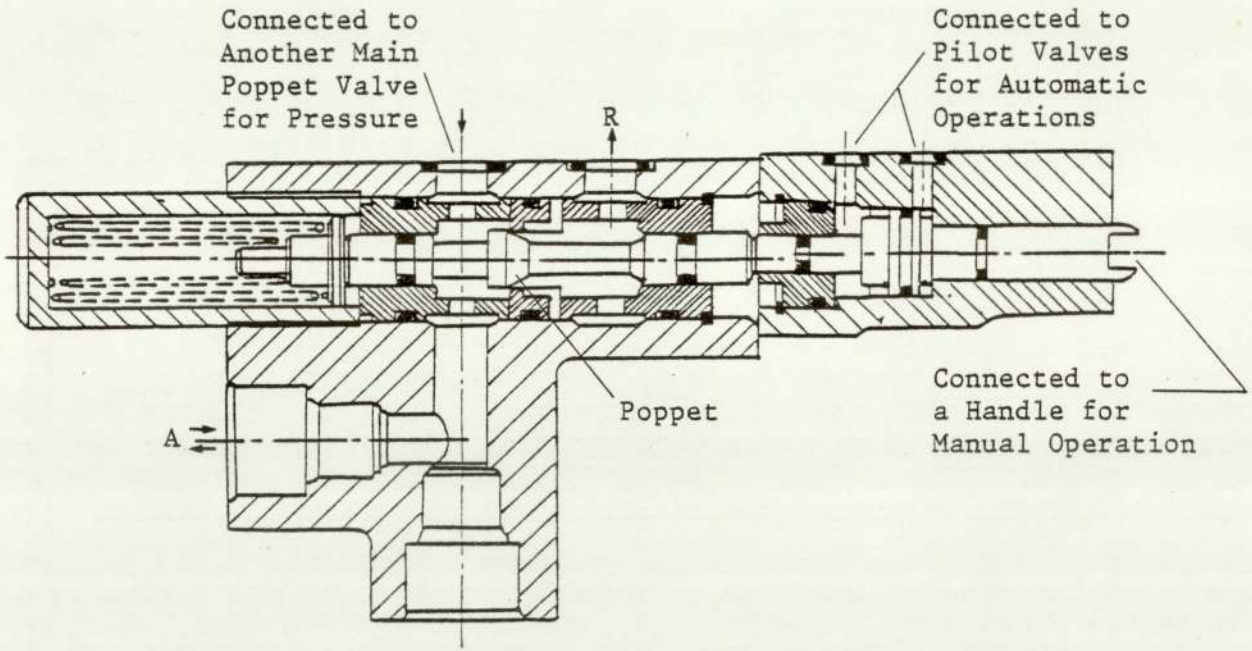 Connected to
Another Main
Poppet Valve
for Pressure
R
Connected to
Pilot Valves
for Automatic
Operations
A
Poppet
Connected to
a Handle for
Manual Operation